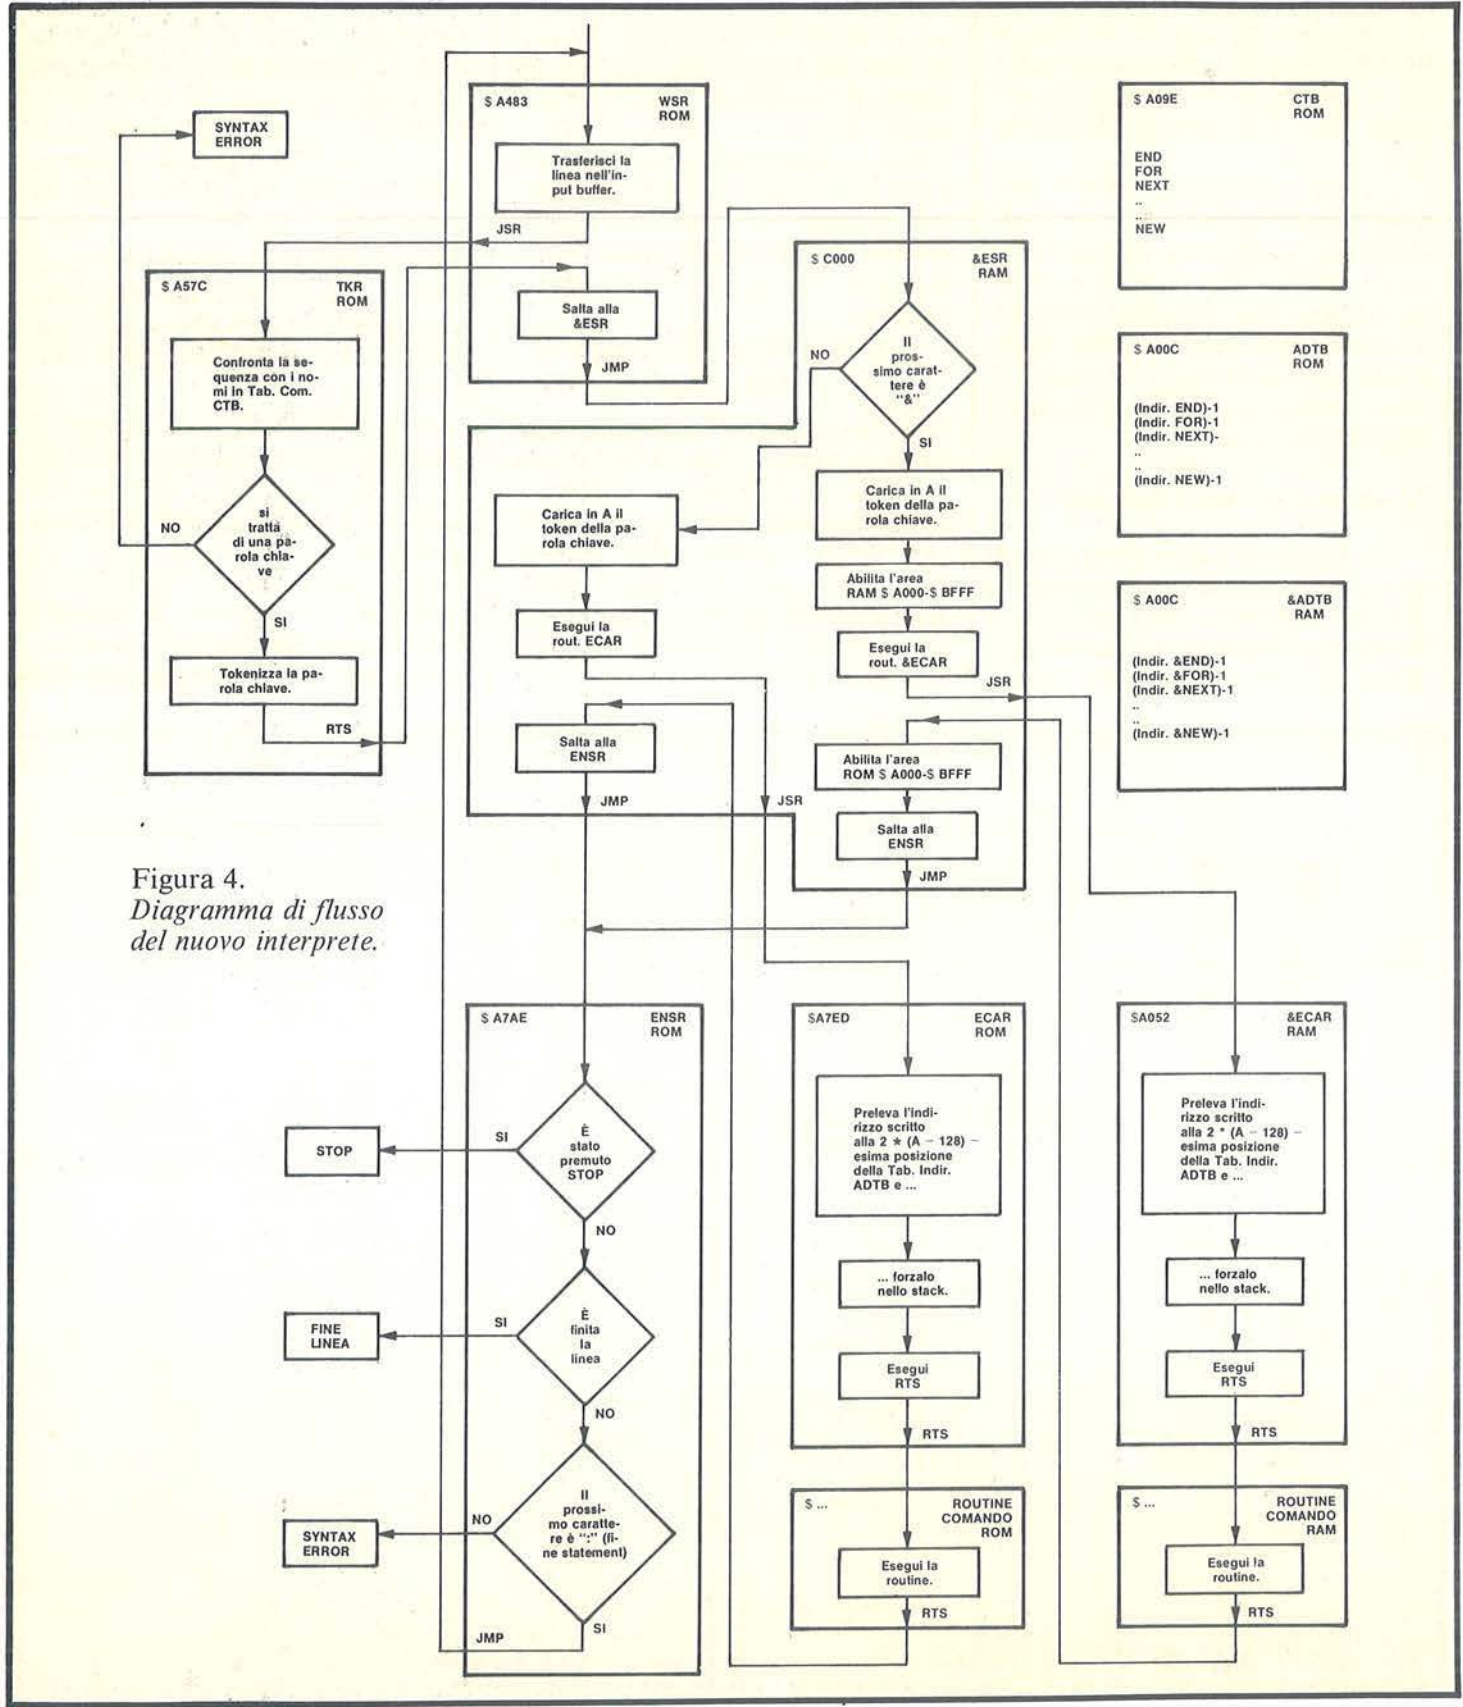 $ A483
WSR
ROM
Trasferisci la
linea nell'in-
put buffer.
JSR
Salta alla
&ESR
JMP
SYNTAX
ERROR
$ A57C
TKR
ROM
Confronta la se-
quenza con i no-
mi in Tab. Com.
CTB.
si
tratta
di una pa-
rola chia-
ve
NO
SI
Tokenizza la pa-
rola chiave.
RTS
$ C000
&ESR
RAM
Il
pros-
simo carat-
tere è
"&"
NO
SI
Carica in A il
token della pa-
rola chiave.
Esegui la
rout. ECAR
Salta alla
ENSR
JMP
JSR
Carica in A il
token della pa-
rola chiave.
Abilita l'area
RAM $ A000-$ BFFF
Esegui la
rout. &ECAR
JSR
Abilita l'area
ROM $ A000-$ BFFF
Salta alla
ENSR
JMP
$ A09E
CTB
ROM
END
FOR
NEXT
..
..
NEW
$ A00C
ADTB
ROM
(Indir. END)-1
(Indir. FOR)-1
(Indir. NEXT)-
..
..
(Indir. NEW)-1
$ A00C
&ADTB
RAM
(Indir. &END)-1
(Indir. &FOR)-1
(Indir. &NEXT)-1
..
..
(Indir. &NEW)-1
Figura 4.
Diagramma di flusso
del nuovo interprete.
$ A7AE
ENSR
ROM
È
stato
premuto
STOP
SI
STOP
NO
È
finita
la
linea
SI
FINE
LINEA
NO
Il
prossi-
mo caratte-
re è ":" (fi-
ne statement)
NO
SYNTAX
ERROR
SI
JMP
$A7ED
ECAR
ROM
Preleva l'indi-
rizzo scritto
alla 2 * (A - 128) -
esima posizione
della Tab. Indir.
ADTB e ...
... forzalo
nello stack.
Esegui
RTS
RTS
$ ...
ROUTINE
COMANDO
ROM
Esegui la
routine.
RTS
$A052
&ECAR
RAM
Preleva l'indi-
rizzo scritto
alla 2 * (A - 128) -
esima posizione
della Tab. Indir.
ADTB e ...
... forzalo
nello stack.
Esegui
RTS
RTS
$ ...
ROUTINE
COMANDO
RAM
Esegui la
routine.
RTS